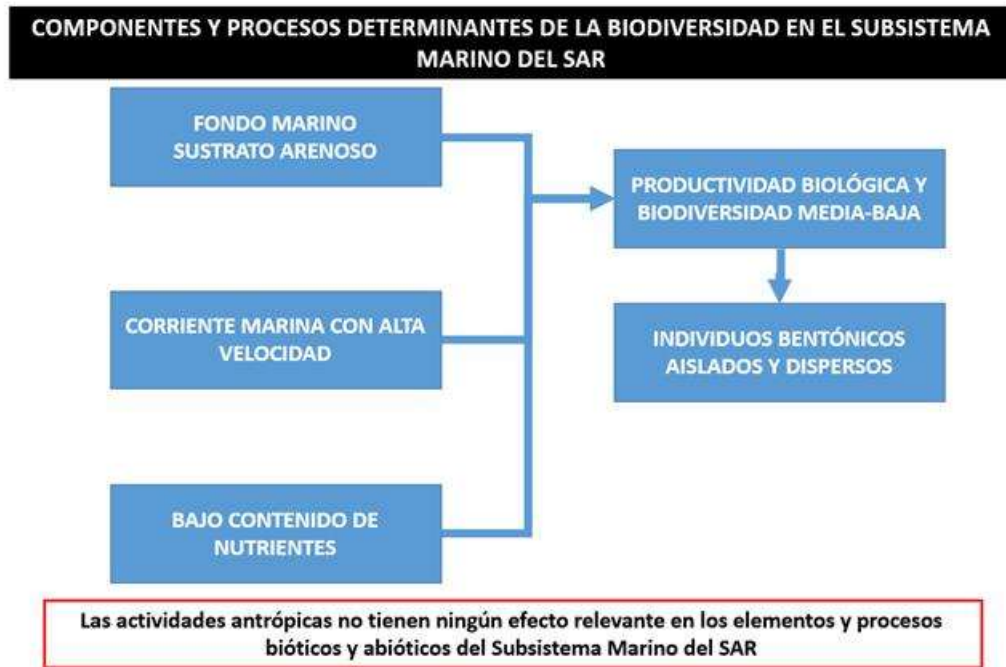 COMPONENTES Y PROCESOS DETERMINANTES DE LA BIODIVERSIDAD EN EL SUBSISTEMA
MARINO DEL SAR
FONDO MARINO
SUSTRATO ARENOSO
CORRIENTE MARINA CON ALTA
VELOCIDAD
BAJO CONTENIDO DE
NUTRIENTES
PRODUCTIVIDAD BIOLÓGICA Y
BIODIVERSIDAD MEDIA-BAJA
INDIVIDUOS BENTÓNICOS
AISLADOS Y DISPERSOS
Las actividades antrópicas no tienen ningún efecto relevante en los elementos y procesos
bióticos y abióticos del Subsistema Marino del SAR